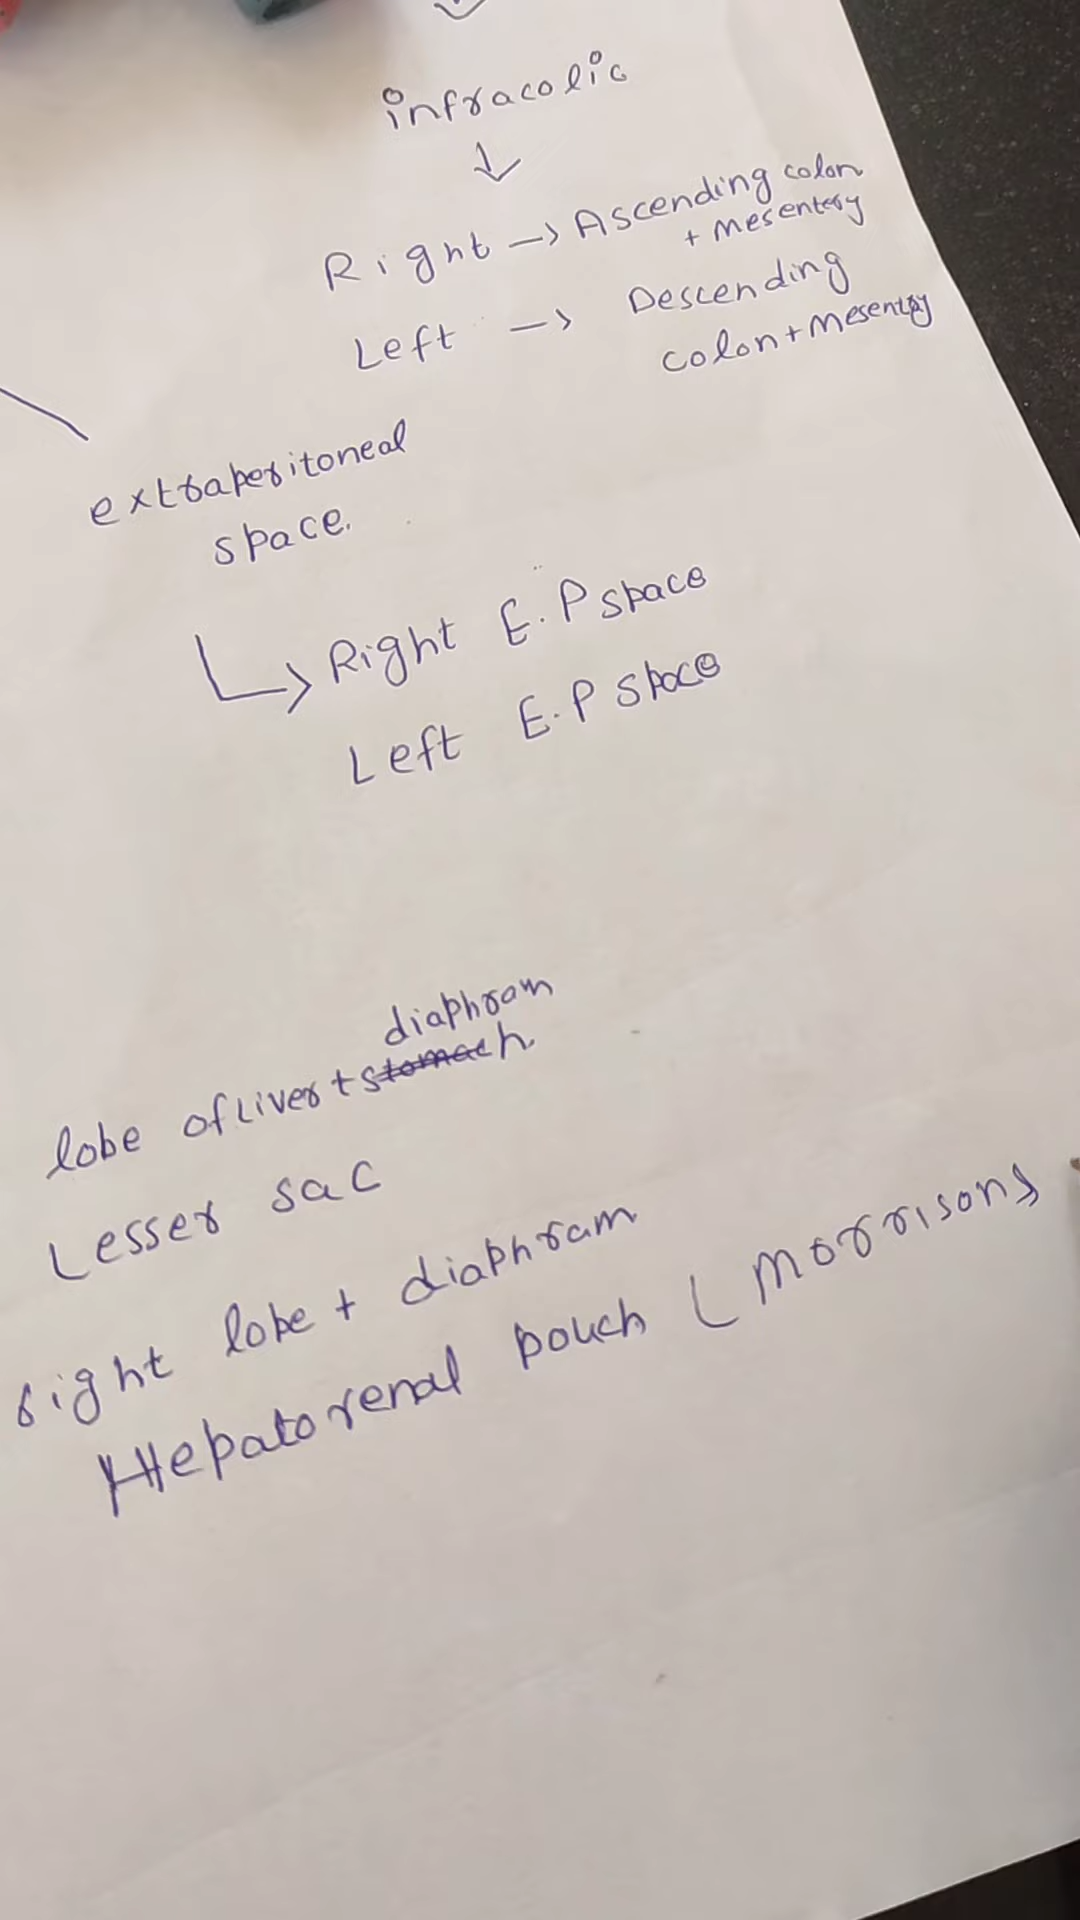 infracolic
↓
Right -> Ascending colon
+ mesentery
Left -> Descending
colon + mesentry
extraperitoneal
space.
Right E.P space
Left E.P space
diaphram
lobe of Liver + stomach
Lesser sac
right lobe + diaphram
Hepatorenal pouch ( morrisons